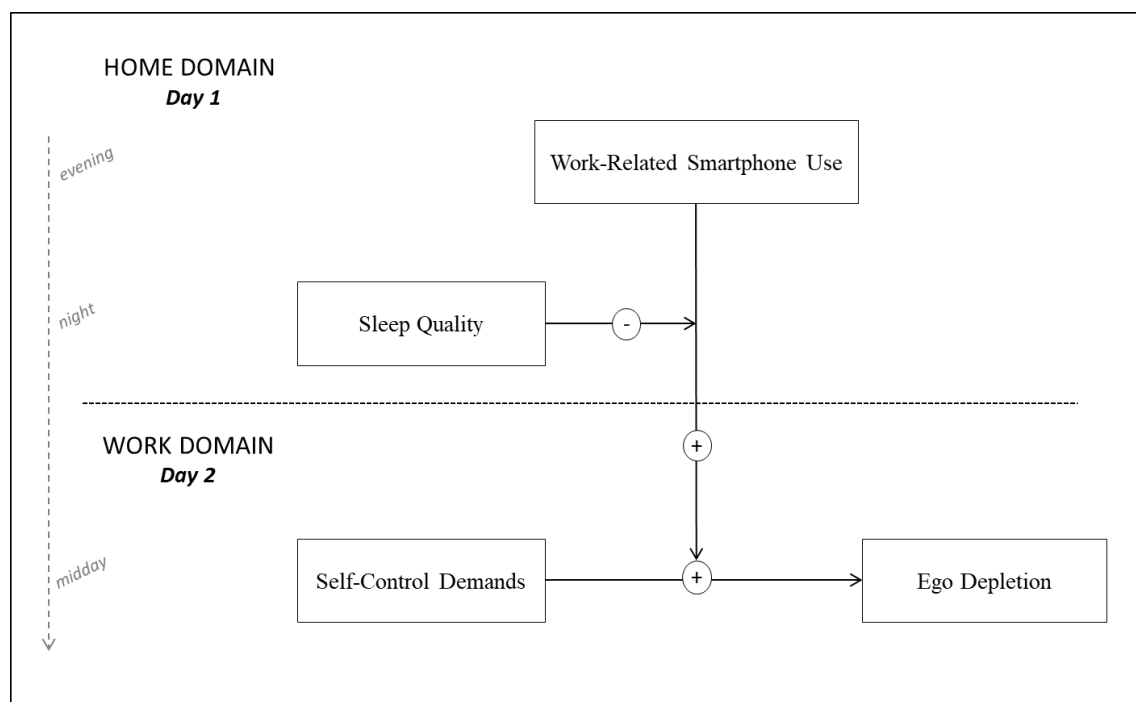 HOME DOMAIN
Day 1
evening
Work-Related Smartphone Use
night
Sleep Quality
-
WORK DOMAIN
Day 2
+
midday
Self-Control Demands
+
Ego Depletion